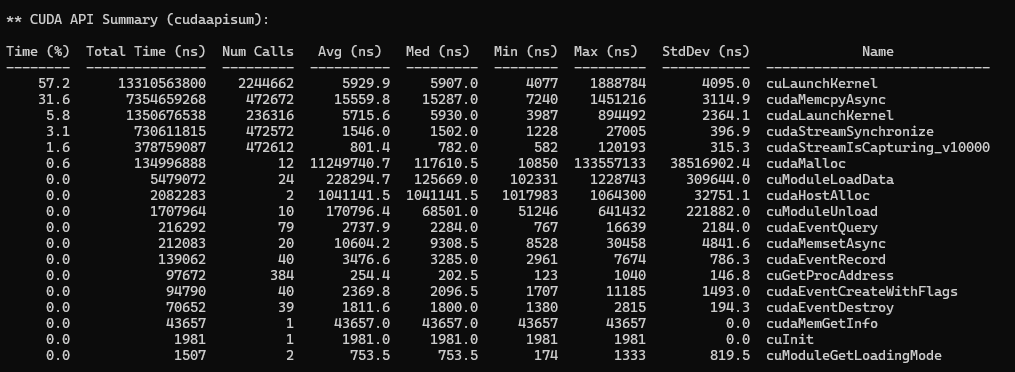 ** CUDA API Summary (cudaapisum):
Time (%) Total Time (ns) Num Calls Avg (ns) Med (ns) Min (ns) Max (ns) StdDev (ns) Name
57.2 13310563800 2244662 5929.9 5907.0 4077 1888784 4095.0 cuLaunchKernel
31.6 7354659268 472672 15559.8 15287.0 7240 1451216 3114.9 cudaMemcpyAsync
5.8 1350676538 236316 5715.6 5930.0 3987 894492 2364.1 cudaLaunchKernel
3.1 730611815 472572 1546.0 1502.0 1228 27005 396.9 cudaStreamSynchronize
1.6 378759087 472612 801.4 782.0 582 120193 315.3 cudaStreamIsCapturing_v10000
0.6 134996888 12 11249740.7 117610.5 10850 133557133 38516902.4 cudaMalloc
0.0 5479072 24 228294.7 125669.0 102331 1228743 309644.0 cuModuleLoadData
0.0 2082283 2 1041141.5 1041141.5 1017983 1064300 32751.1 cudaHostAlloc
0.0 1707964 10 170796.4 68501.0 51246 641432 221882.0 cuModuleUnload
0.0 216292 79 2737.9 2284.0 767 16639 2184.0 cuEventQuery
0.0 212083 20 10604.2 9308.5 8528 30458 4841.6 cudaMemsetAsync
0.0 139062 40 3476.6 3285.0 2961 7674 786.3 cudaEventRecord
0.0 97672 384 254.4 202.5 123 1040 146.8 cuGetProcAddress
0.0 94790 40 2369.8 2096.5 1707 11185 1493.0 cudaEventCreateWithFlags
0.0 70652 39 1811.6 1800.0 1380 2815 194.3 cudaEventDestroy
0.0 43657 1 43657.0 43657.0 43657 43657 0.0 cudaMemGetInfo
0.0 1981 1 1981.0 1981.0 1981 1981 0.0 cuInit
0.0 1507 2 753.5 753.5 174 1333 819.5 cuModuleGetLoadingMode